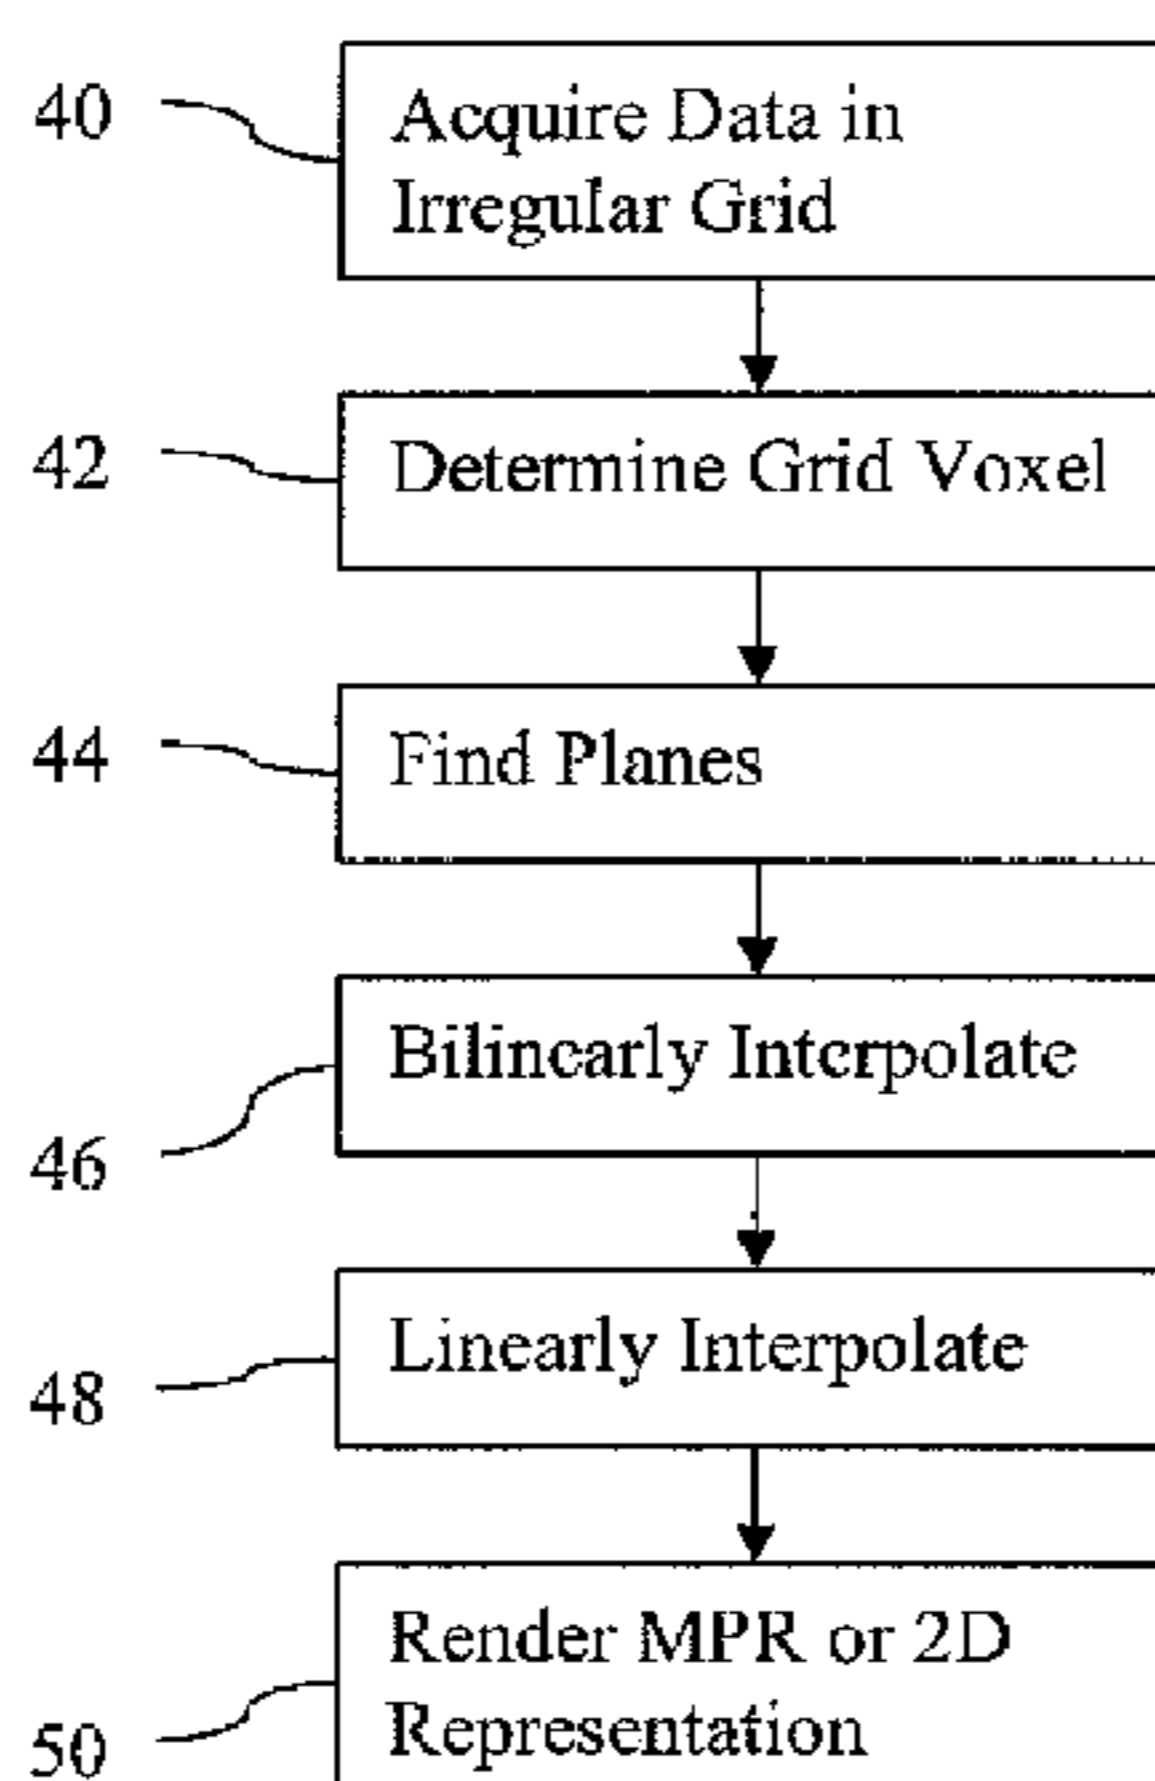 40
Acquire Data in
Irregular Grid
42
Determine Grid Voxel
44
Find Planes
Bilinearly Interpolate
46
Linearly Interpolate
48
Render MPR or 2D
Representation
50